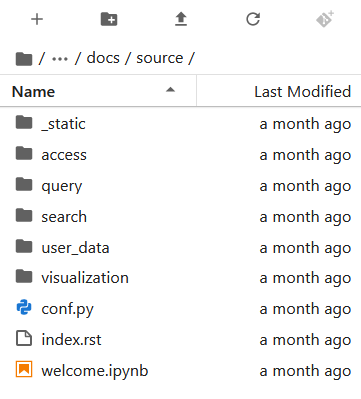 / ··· / docs / source /
Name Last Modified
_static a month ago
access a month ago
query a month ago
search a month ago
user_data a month ago
visualization a month ago
conf.py a month ago
index.rst a month ago
welcome.ipynb a month ago